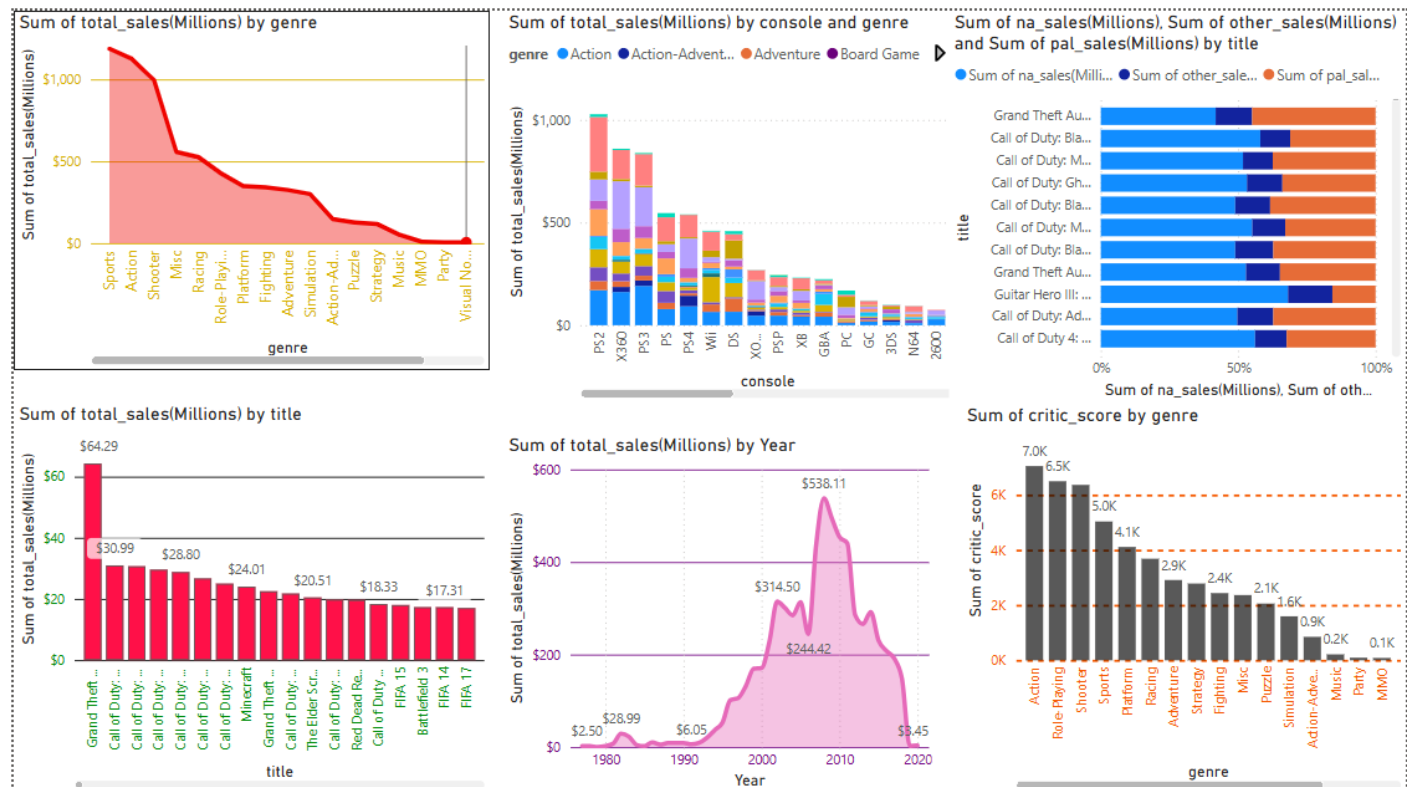 Sum of total_sales(Millions) by genre
Sum of total_sales(Millions)
$1,000
$500
$0
Sports
Action
Shooter
Misc
Racing
Role-Playi...
Platform
Fighting
Adventure
Simulation
Action-Ad...
Puzzle
Strategy
Music
MMO
Party
Visual No...
genre
Sum of total_sales(Millions) by console and genre
genre Action Action-Advent... Adventure Board Game
Sum of total_sales(Millions)
$1,000
$500
$0
PS2
X360
PS3
PS
PS4
Wii
DS
XO...
PSP
XB
GBA
PC
GC
3DS
N64
2600
console
Sum of na_sales(Millions), Sum of other_sales(Millions)
and Sum of pal_sales(Millions) by title
Sum of na_sales(Milli... Sum of other_sale... Sum of pal_sal...
title
Grand Theft Au...
Call of Duty: Bla...
Call of Duty: M...
Call of Duty: Gh...
Call of Duty: Bla...
Call of Duty: M...
Call of Duty: Bla...
Grand Theft Au...
Guitar Hero III: ...
Call of Duty: Ad...
Call of Duty 4: ...
0% 50% 100%
Sum of na_sales(Millions), Sum of oth...
Sum of total_sales(Millions) by title
Sum of total_sales(Millions)
$60
$40
$20
$0
$64.29
$30.99
$28.80
$24.01
$20.51
$18.33
$17.31
Grand Theft ...
Call of Duty: ...
Call of Duty: ...
Call of Duty: ...
Call of Duty: ...
Call of Duty: ...
Call of Duty: ...
Minecraft
Grand Theft ...
Call of Duty: ...
The Elder Scr...
Call of Duty: ...
Red Dead Re...
Call of Duty ...
FIFA 15
Battlefield 3
FIFA 14
FIFA 17
title
Sum of total_sales(Millions) by Year
Sum of total_sales(Millions)
$600
$400
$200
$0
$2.50
$28.99
$6.05
$314.50
$244.42
$538.11
$3.45
1980 1990 2000 2010 2020
Year
Sum of critic_score by genre
Sum of critic_score
6K
4K
2K
0K
7.0K
6.5K
5.0K
4.1K
2.9K
2.4K
2.1K
1.6K
0.9K
0.2K
0.1K
Action
Role-Playing
Shooter
Sports
Platform
Racing
Adventure
Strategy
Fighting
Misc
Puzzle
Simulation
Action-Adve...
Music
Party
MMO
genre